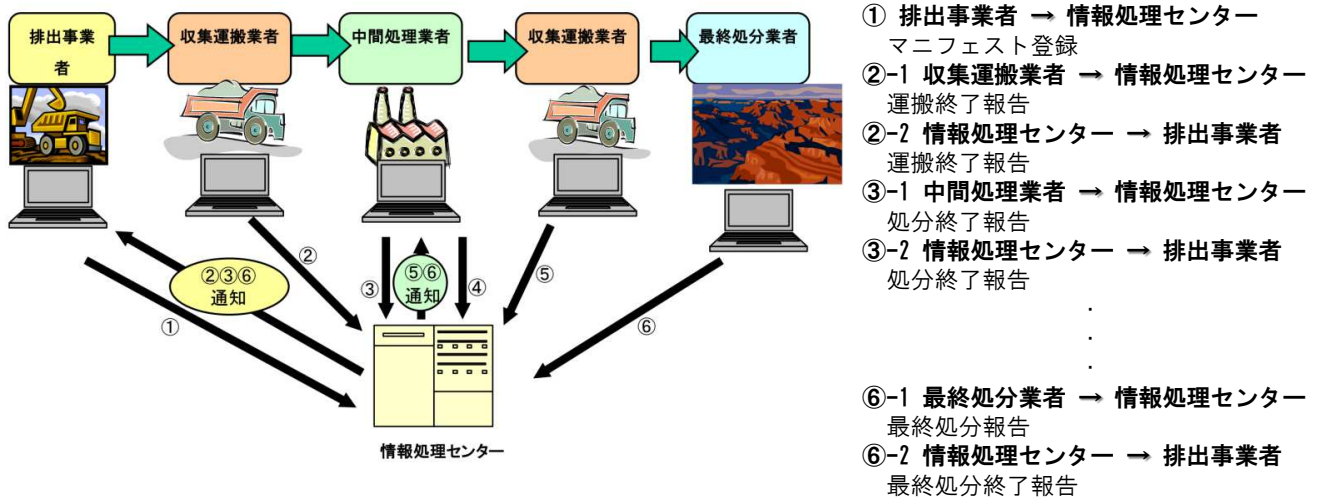 排出事業
者
収集運搬業者
中間処理業者
収集運搬業者
最終処分業者
②③⑥
通知
①
②
③
⑤⑥
通知
④
⑤
⑥
情報処理センター
① 排出事業者 → 情報処理センター
マニフェスト登録
②-1 収集運搬業者 → 情報処理センター
運搬終了報告
②-2 情報処理センター → 排出事業者
運搬終了報告
③-1 中間処理業者 → 情報処理センター
処分終了報告
③-2 情報処理センター → 排出事業者
処分終了報告
.
.
.
⑥-1 最終処分業者 → 情報処理センター
最終処分報告
⑥-2 情報処理センター → 排出事業者
最終処分終了報告